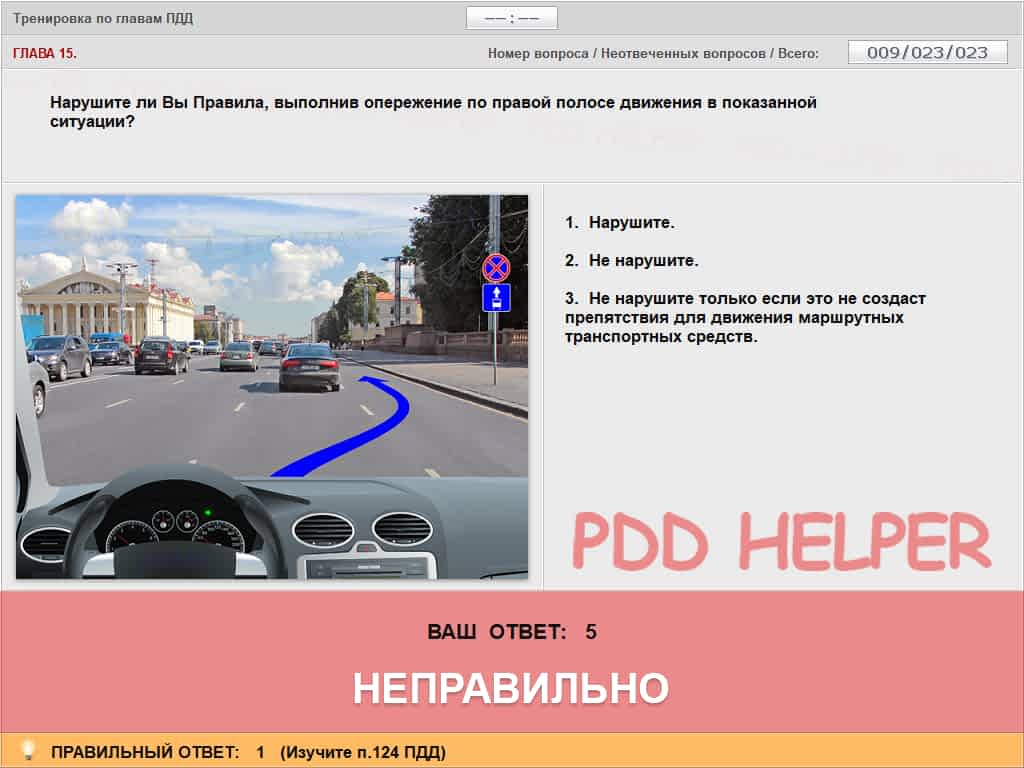 Тренировка по главам ПДД
—— : ——
ГЛАВА 15.
Номер вопроса / Неотвеченных вопросов / Всего:
009/023/023
Нарушите ли Вы Правила, выполнив опережение по правой полосе движения в показанной
ситуации?
1. Нарушите.
2. Не нарушите.
3. Не нарушите только если это не создаст
препятствия для движения маршрутных
транспортных средств.
PDD HELPER
ВАШ ОТВЕТ: 5
НЕПРАВИЛЬНО
ПРАВИЛЬНЫЙ ОТВЕТ: 1 (Изучите п.124 ПДД)